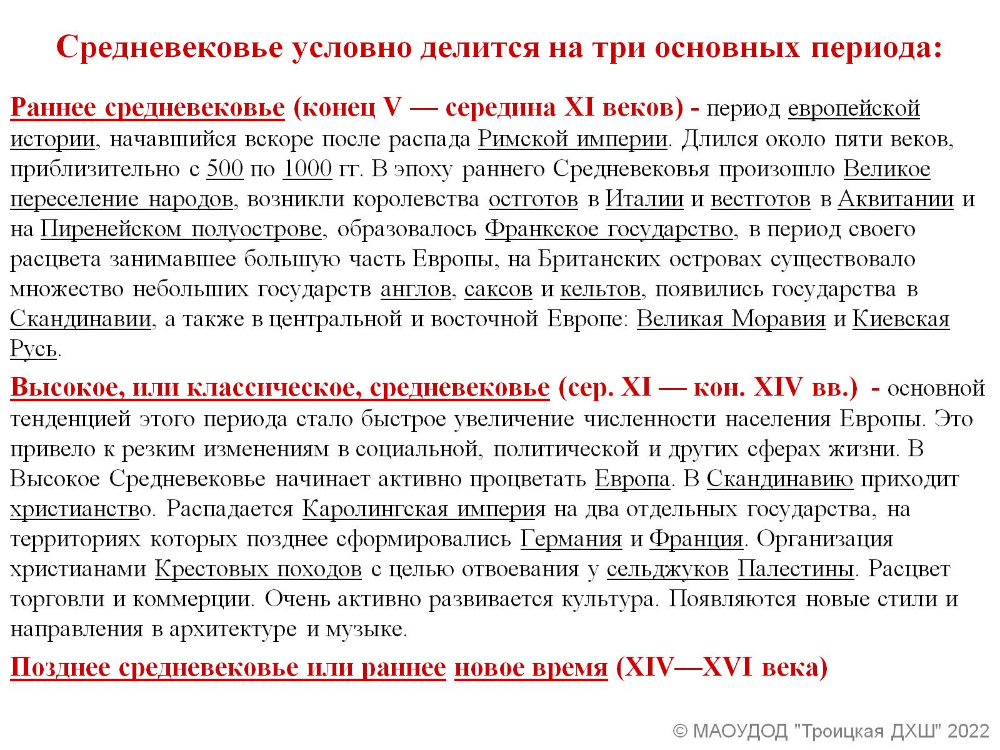 Средневековье условно делится на три основных периода:
Раннее средневековье (конец V — середина XI веков) - период европейской
истории, начавшийся вскоре после распада Римской империи. Длился около пяти веков,
приблизительно с 500 по 1000 гг. В эпоху раннего Средневековья произошло Великое
переселение народов, возникли королевства остготов в Италии и вестготов в Аквитании и
на Пиренейском полуострове, образовалось Франкское государство, в период своего
расцвета занимавшее большую часть Европы, на Британских островах существовало
множество небольших государств англов, саксов и кельтов, появились государства в
Скандинавии, а также в центральной и восточной Европе: Великая Моравия и Киевская
Русь.
Высокое, или классическое, средневековье (сер. XI — кон. XIV вв.) - основной
тенденцией этого периода стало быстрое увеличение численности населения Европы. Это
привело к резким изменениям в социальной, политической и других сферах жизни. В
Высокое Средневековье начинает активно процветать Европа. В Скандинавию приходит
христианство. Распадается Каролингская империя на два отдельных государства, на
территориях которых позднее сформировались Германия и Франция. Организация
христианами Крестовых походов с целью отвоевания у сельджуков Палестины. Расцвет
торговли и коммерции. Очень активно развивается культура. Появляются новые стили и
направления в архитектуре и музыке.
Позднее средневековье или раннее новое время (XIV—XVI века)
© МАОУДОД "Троицкая ДХШ" 2022